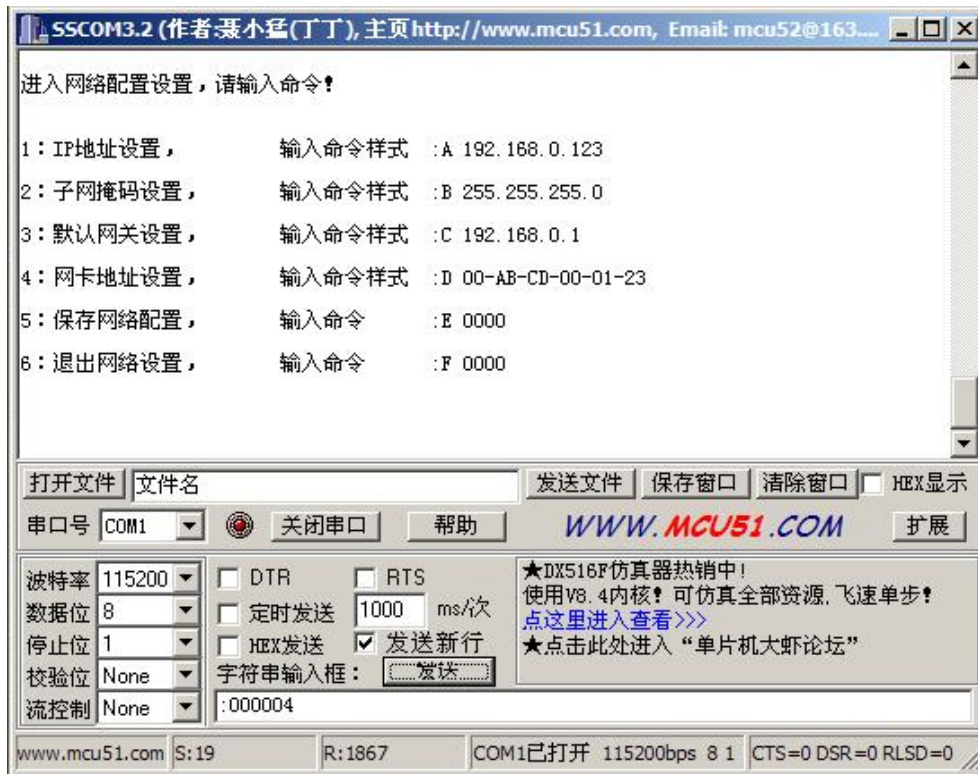 SSCOM3.2 (作者:聂小猛(丁丁), 主页http://www.mcu51.com, Email: mcu52@163....
进入网络配置设置，请输入命令！
1：IP地址设置， 输入命令样式 :A 192.168.0.123
2：子网掩码设置， 输入命令样式 :B 255.255.255.0
3：默认网关设置， 输入命令样式 :C 192.168.0.1
4：网卡地址设置， 输入命令样式 :D 00-AB-CD-00-01-23
5：保存网络配置， 输入命令 :E 0000
6：退出网络设置， 输入命令 :F 0000
打开文件 文件名 发送文件 保存窗口 清除窗口 HEX显示
串口号 COM1 关闭串口 帮助 WWW.MCU51.COM 扩展
波特率 115200 DTR RTS
数据位 8 定时发送 1000 ms/次
停止位 1 HEX发送 发送新行
校验位 None 字符串输入框： 发送
流控制 None :000004
★DX516F仿真器热销中!
使用V8.4内核！可仿真全部资源,飞速单步！
点这里进入查看>>>
★点击此处进入“单片机大虾论坛”
www.mcu51.com S:19 R:1867 COM1已打开 115200bps 8 1 CTS=0 DSR=0 RLSD=0